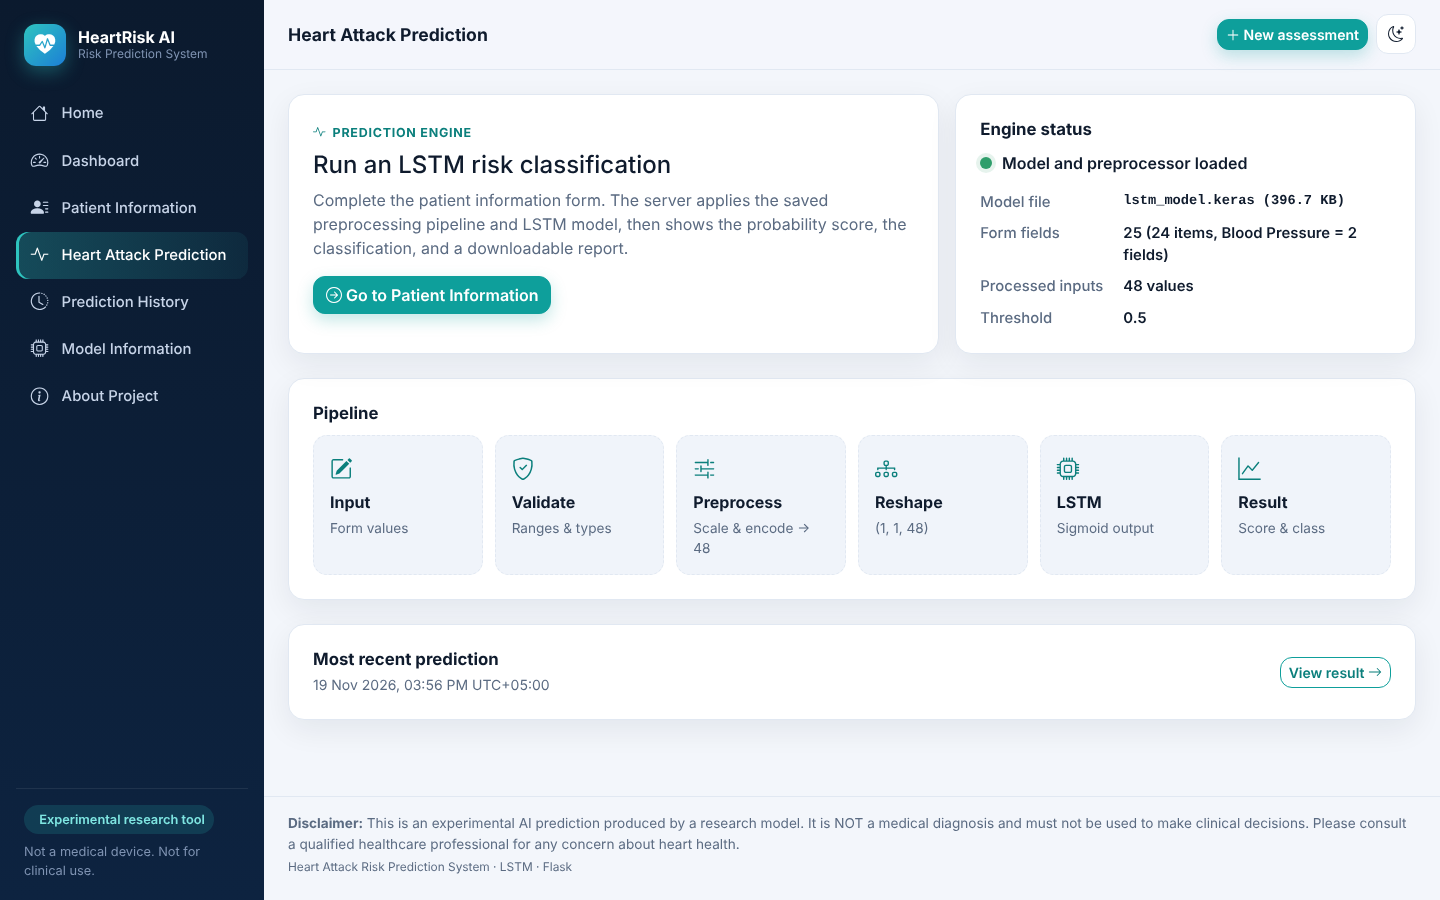 HeartRisk AI
Risk Prediction System
Home
Dashboard
Patient Information
Heart Attack Prediction
Prediction History
Model Information
About Project
Experimental research tool
Not a medical device. Not for
clinical use.
Heart Attack Prediction
New assessment
PREDICTION ENGINE
Run an LSTM risk classification
Complete the patient information form. The server applies the saved
preprocessing pipeline and LSTM model, then shows the probability score, the
classification, and a downloadable report.
Go to Patient Information
Engine status
Model and preprocessor loaded
Model file lstm_model.keras (396.7 KB)
Form fields 25 (24 items, Blood Pressure = 2
fields)
Processed inputs 48 values
Threshold 0.5
Pipeline
Input
Form values
Validate
Ranges & types
Preprocess
Scale & encode →
48
Reshape
(1, 1, 48)
LSTM
Sigmoid output
Result
Score & class
Most recent prediction
19 Nov 2026, 03:56 PM UTC+05:00
View result →
Disclaimer: This is an experimental AI prediction produced by a research model. It is NOT a medical diagnosis and must not be used to make clinical decisions. Please consult
a qualified healthcare professional for any concern about heart health.
Heart Attack Risk Prediction System · LSTM · Flask